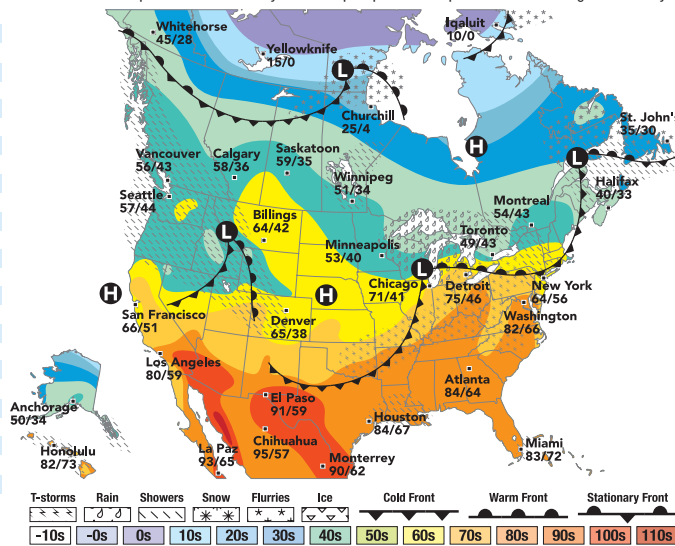 Whitehorse
45/28
Yellowknife
15/0
Iqaluit
10/0
L
Churchill
25/4
St. John's
35/30
H
L
Vancouver
56/43
Calgary
58/36
Saskatoon
59/35
Winnipeg
51/34
Halifax
40/33
Seattle
57/44
Montreal
54/43
Billings
64/42
Toronto
49/43
L
Minneapolis
53/40
L
Chicago
71/41
Detroit
75/46
New York
64/56
H
H
San Francisco
66/51
Denver
65/38
Washington
82/66
Los Angeles
80/59
Atlanta
84/64
El Paso
91/59
Anchorage
50/34
Houston
84/67
Chihuahua
95/57
Honolulu
82/73
La Paz
93/65
Monterrey
90/62
Miami
83/72
T-storms Rain Showers Snow Flurries Ice Cold Front Warm Front Stationary Front
-10s -0s 0s 10s 20s 30s 40s 50s 60s 70s 80s 90s 100s 110s